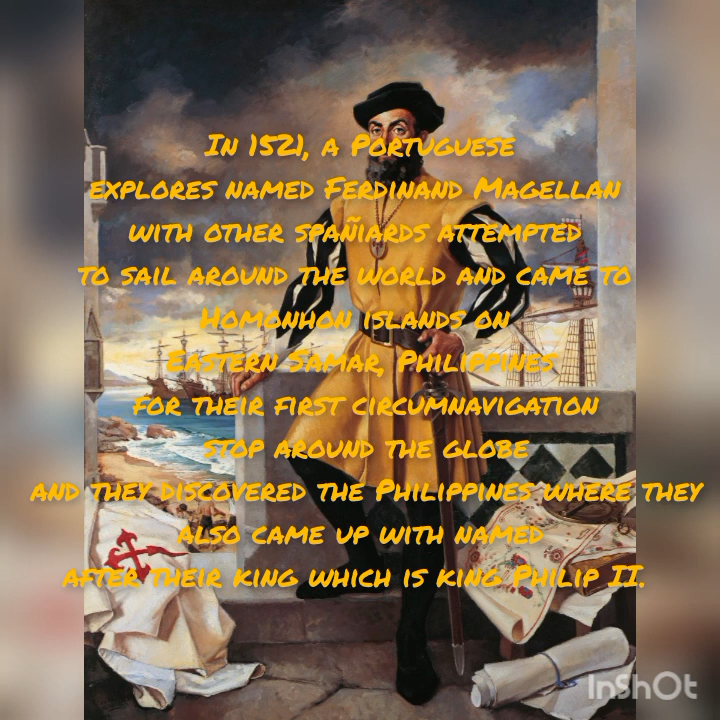 In 1521, a Portuguese
explores named Ferdinand Magellan
with other spañiards attempted
to sail around the world and came to
Homonhon islands on
Eastern Samar, Philippines
for their first circumnavigation
stop around the globe
and they discovered the Philippines where they
also came up with named
after their king which is king Philip II.
InShOt